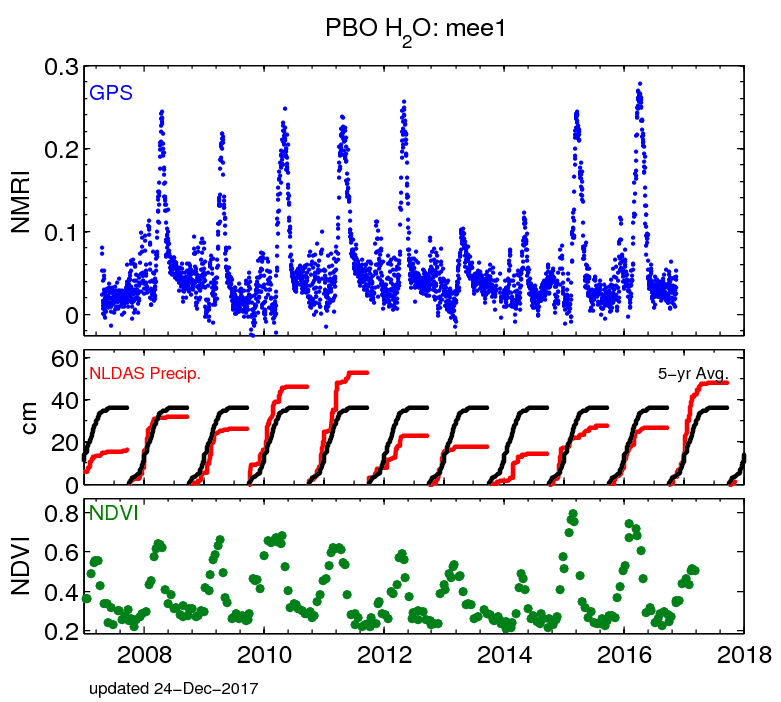 PBO H₂O: mee1
0.3
GPS
0.2
NMRI
0.1
0
60
NLDAS Precip.
5−yr Avg.
40
cm
20
0
0.8
NDVI
0.6
NDVI
0.4
0.2
2008 2010 2012 2014 2016 2018
updated 24−Dec−2017